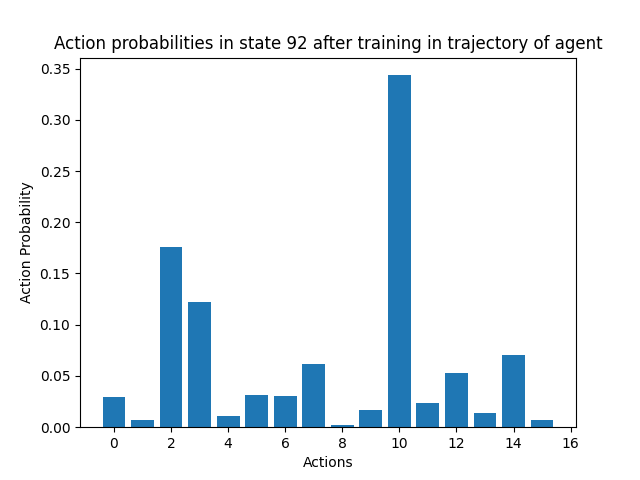 Action probabilities in state 92 after training in trajectory of agent
0.35
0.30
0.25
0.20
0.15
0.10
0.05
0.00
Action Probability
0 2 4 6 8 10 12 14 16
Actions